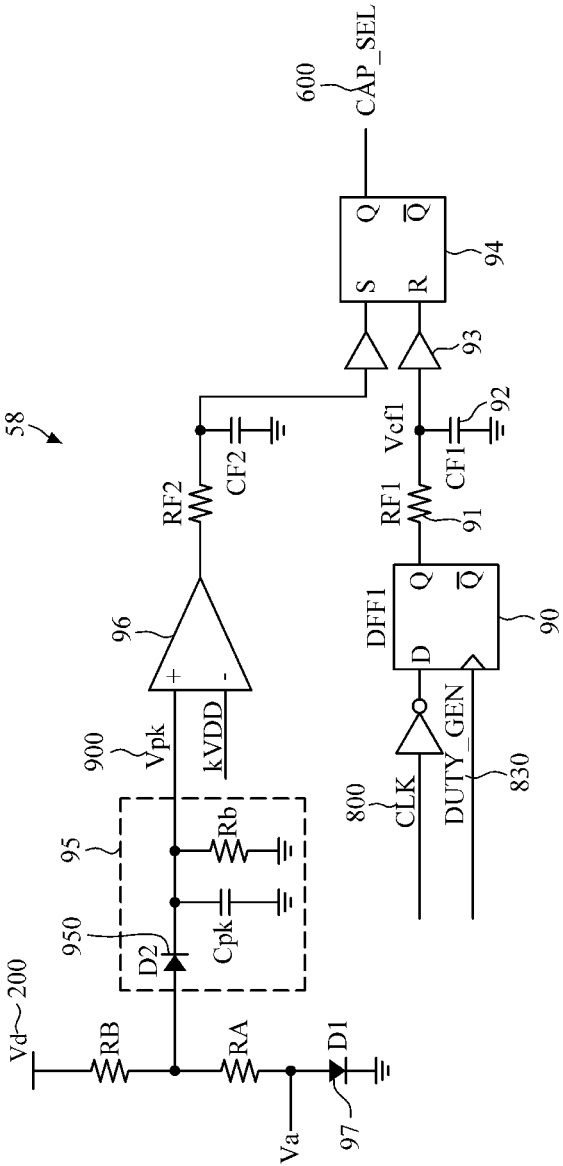 58
Vd
200
RB
RA
Va
D1
97
95
950
D2
Cpk
Rb
900
Vpk
kVDD
+
-
96
RF2
CF2
800
CLK
DUTY_GEN
830
DFF1
D
Q
Q
90
RF1
91
Vcf1
CF1
92
93
S
R
Q
Q
94
600
CAP_SEL